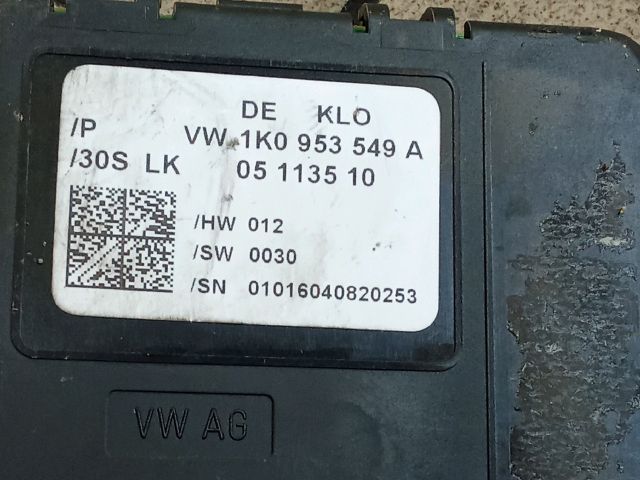 DE KLO
/P VW 1K0 953 549 A
/30S LK 05 1135 10
/HW 012
/SW 0030
/SN 01016040820253
VW AG